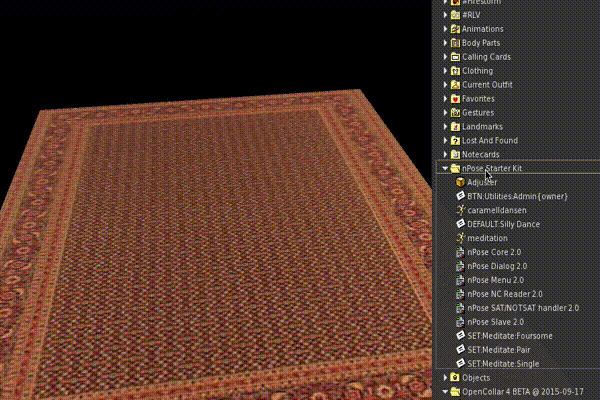 #Firestorm
#RLV
Animations
Body Parts
Calling Cards
Clothing
Current Outfit
Favorites
Gestures
Landmarks
Lost And Found
Notecards
nPose Starter Kit
Adjuster
BTN:Utilities:Admin{owner}
caramelldansen
DEFAULT:Silly Dance
meditation
nPose Core 2.0
nPose Dialog 2.0
nPose Menu 2.0
nPose NC Reader 2.0
nPose SAT/NOTSAT handler 2.0
nPose Slave 2.0
SET:Meditate:Foursome
SET:Meditate:Pair
SET:Meditate:Single
Objects
OpenCollar 4 BETA @ 2015-09-17